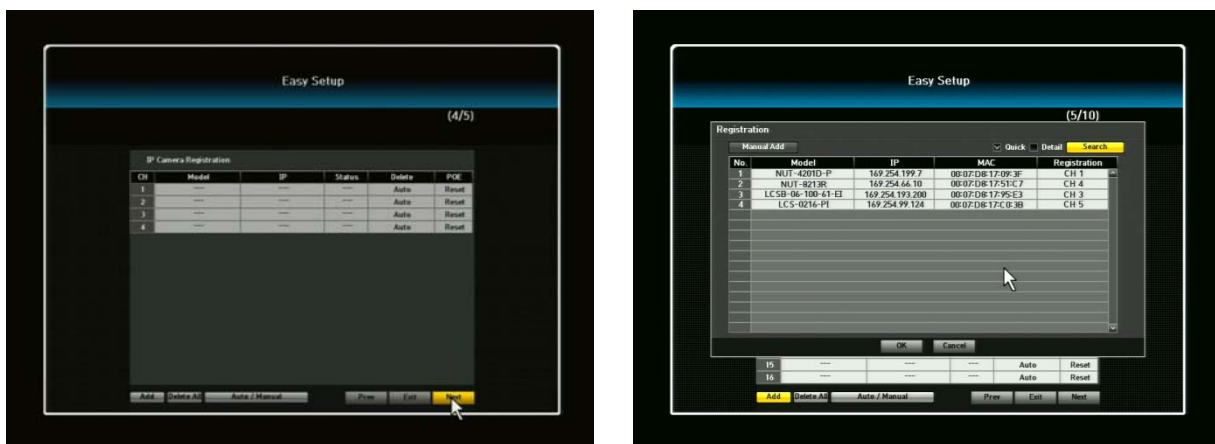 Easy Setup
(4/5)
IP Camera Registration
CH Model IP Status Delete POE
1 ---- ---- ---- Auto Reset
2 ---- ---- ---- Auto Reset
3 ---- ---- ---- Auto Reset
4 ---- ---- ---- Auto Reset
Add Delete All Auto / Manual Prev Exit Next
Easy Setup
(5/10)
Registration
Manual Add Quick Detail Search
No. Model IP MAC Registration
1 NUT-4201D-P 169.254.199.7 00:07:D8:17:09:3F CH 1
2 NUT-8213R 169.254.66.10 00:07:D8:17:51:C7 CH 4
3 LCSB-06-100-61-EI 169.254.193.200 00:07:D8:17:95:E3 CH 3
4 LCS-0216-PI 169.254.99.124 00:07:D8:17:C0:3B CH 5
OK Cancel
15 ---- ---- ---- Auto Reset
16 ---- ---- ---- Auto Reset
Add Delete All Auto / Manual Prev Exit Next